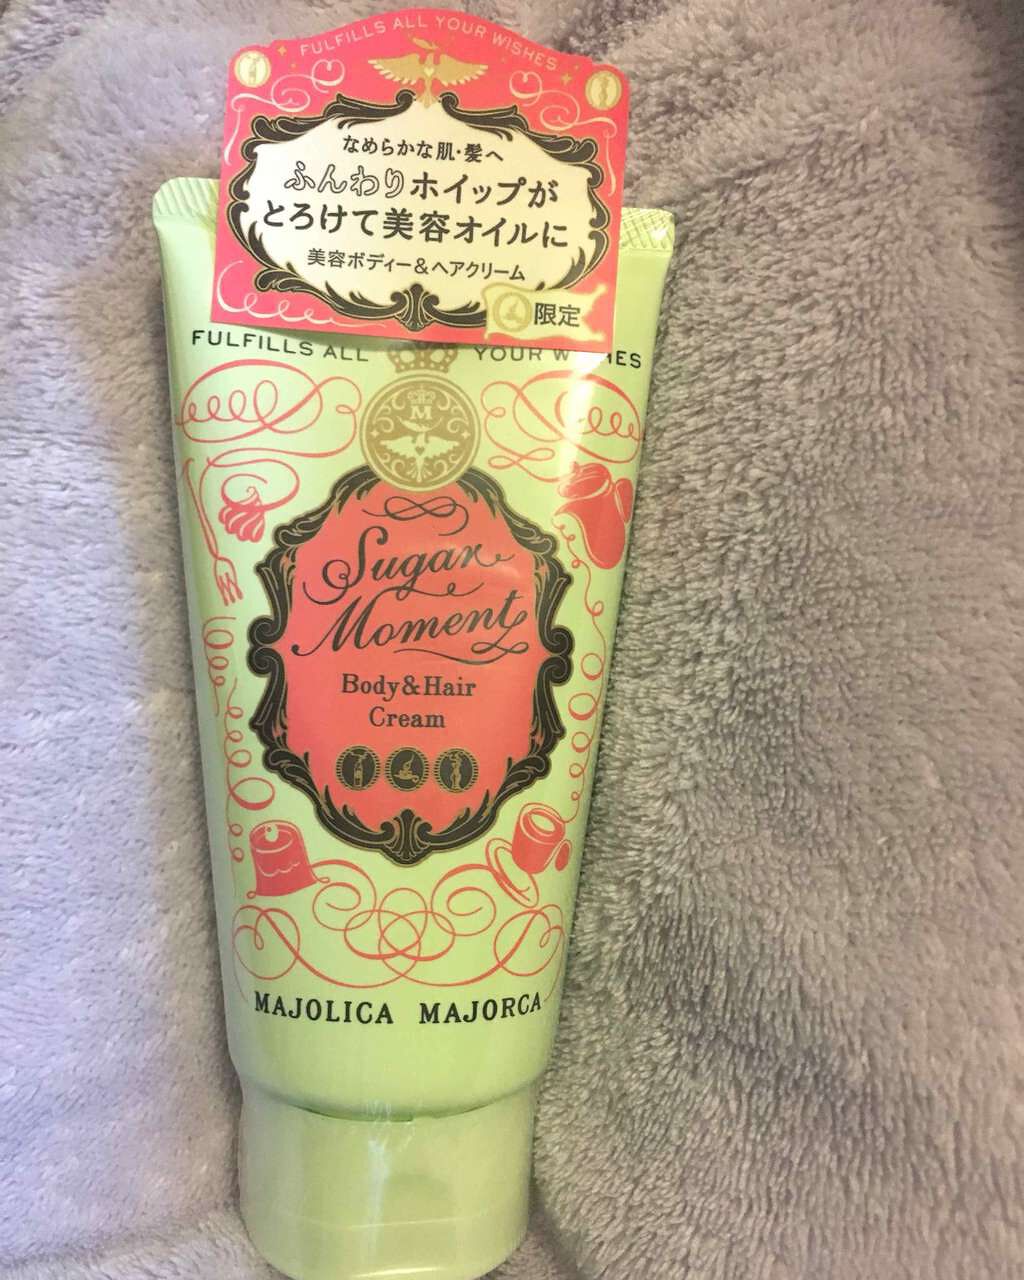 FULFILLS ALL YOUR WISHES
なめらかな肌・髪へ
ふんわりホイップが
とろけて美容オイルに
美容ボディー&ヘアクリーム
限定
FULFILLS ALL YOUR WISHES
M
Sugar
Moment
Body&Hair
Cream
MAJOLICA MAJORCA